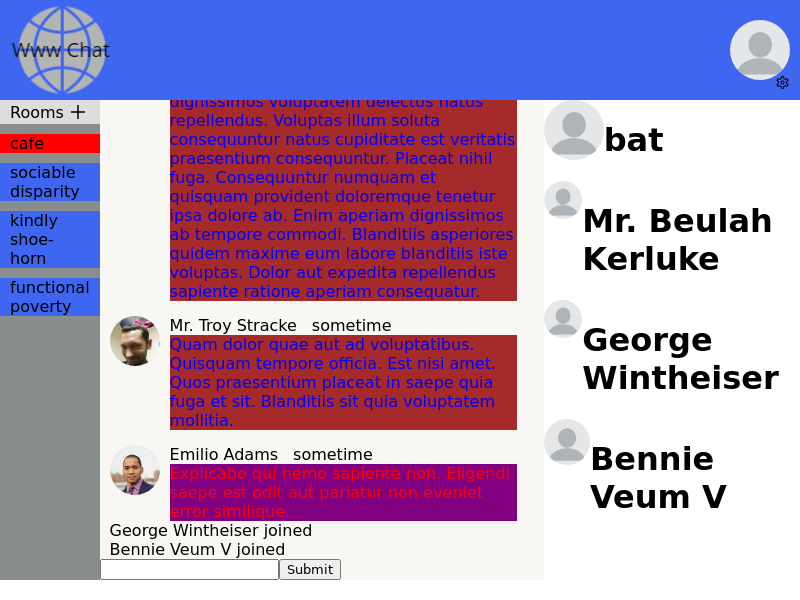 Www Chat
Rooms +
cafe
sociable
disparity
kindly
shoe-
horn
functional
poverty
dignissimos voluptatem delectus natus
repellendus. Voluptas illum soluta
consequuntur natus cupiditate est veritatis
praesentium consequuntur. Placeat nihil
fuga. Consequuntur numquam et
quisquam provident doloremque tenetur
ipsa dolore ab. Enim aperiam dignissimos
ab tempore commodi. Blanditiis asperiores
quidem maxime eum labore blanditiis iste
voluptas. Dolor aut expedita repellendus
sapiente ratione aperiam consequatur.
Mr. Troy Stracke sometime
Quam dolor quae aut ad voluptatibus.
Quisquam tempore officia. Est nisi amet.
Quos praesentium placeat in saepe quia
fuga et sit. Blanditiis sit quia voluptatem
mollitia.
Emilio Adams sometime
Explicabo qui nemo sapiente non. Eligendi
saepe est odit aut pariatur non eveniet
error similique.
George Wintheiser joined
Bennie Veum V joined
Submit
bat
Mr. Beulah
Kerluke
George
Wintheiser
Bennie
Veum V